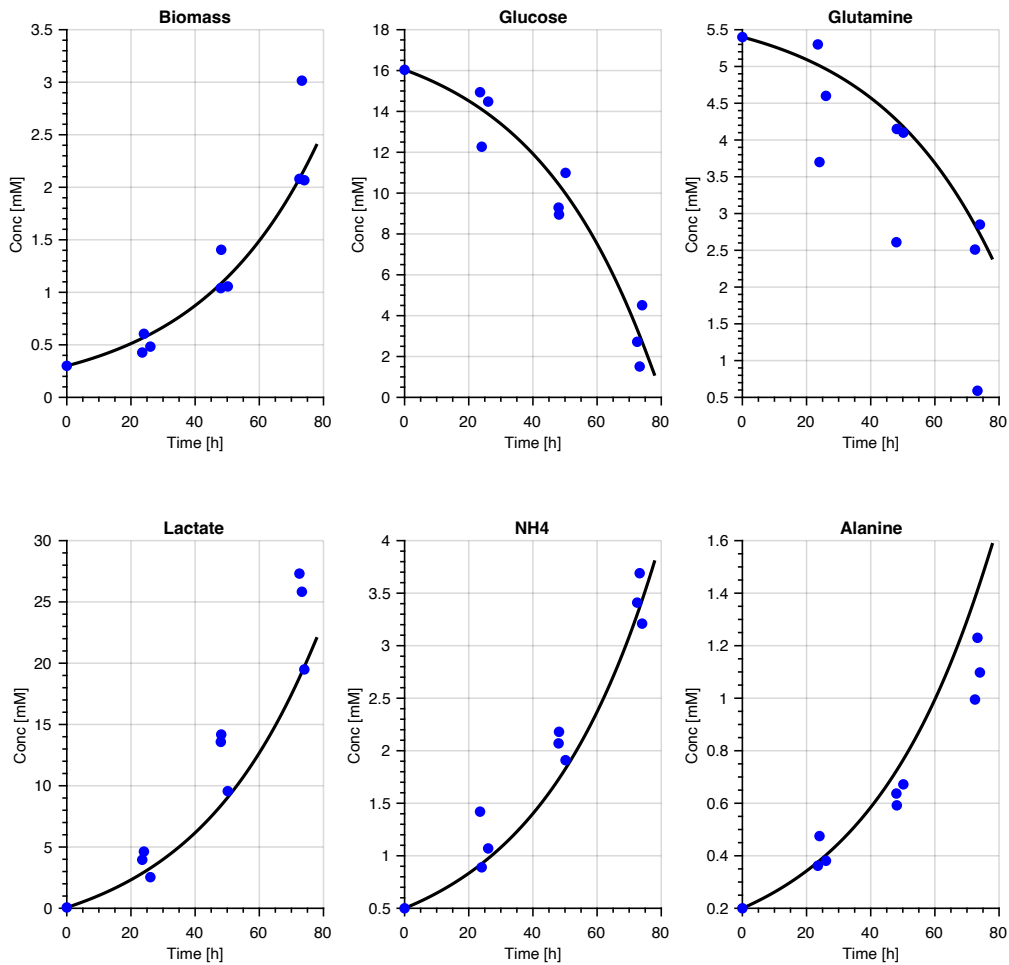 Biomass
Glucose
Glutamine
Conc [mM]
3.5
3
2.5
2
1.5
1
0.5
0
0 20 40 60 80
Time [h]
Conc [mM]
18
16
14
12
10
8
6
4
2
0
0 20 40 60 80
Time [h]
Conc [mM]
5.5
5
4.5
4
3.5
3
2.5
2
1.5
1
0.5
0 20 40 60 80
Time [h]
Lactate
NH4
Alanine
Conc [mM]
30
25
20
15
10
5
0
0 20 40 60 80
Time [h]
Conc [mM]
4
3.5
3
2.5
2
1.5
1
0.5
0 20 40 60 80
Time [h]
Conc [mM]
1.6
1.4
1.2
1
0.8
0.6
0.4
0.2
0 20 40 60 80
Time [h]